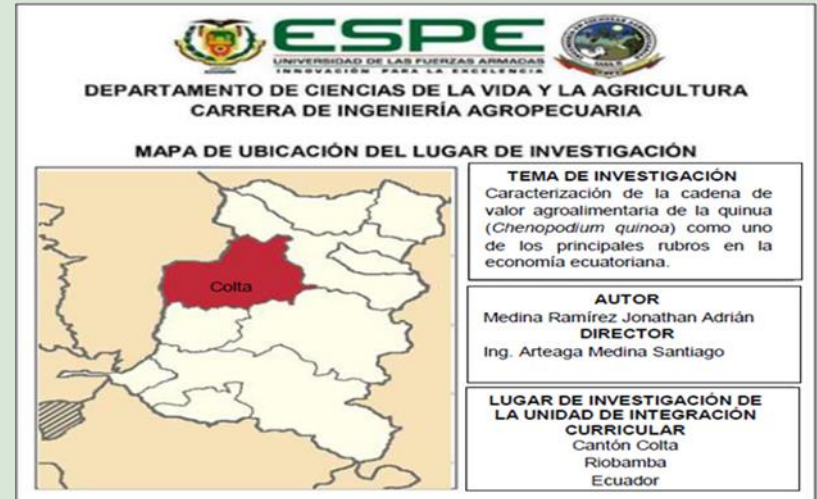 ESPE
UNIVERSIDAD DE LAS FUERZAS ARMADAS
INNOVACIÓN PARA LA EXCELENCIA
DEPARTAMENTO DE CIENCIAS DE LA VIDA Y LA AGRICULTURA
CARRERA DE INGENIERÍA AGROPECUARIA
MAPA DE UBICACIÓN DEL LUGAR DE INVESTIGACIÓN
Colta
TEMA DE INVESTIGACIÓN
Caracterización de la cadena de
valor agroalimentaria de la quinua
(Chenopodium quinoa) como uno
de los principales rubros en la
economía ecuatoriana.
AUTOR
Medina Ramírez Jonathan Adrián
DIRECTOR
Ing. Arteaga Medina Santiago
LUGAR DE INVESTIGACIÓN DE
LA UNIDAD DE INTEGRACIÓN
CURRICULAR
Cantón Colta
Riobamba
Ecuador